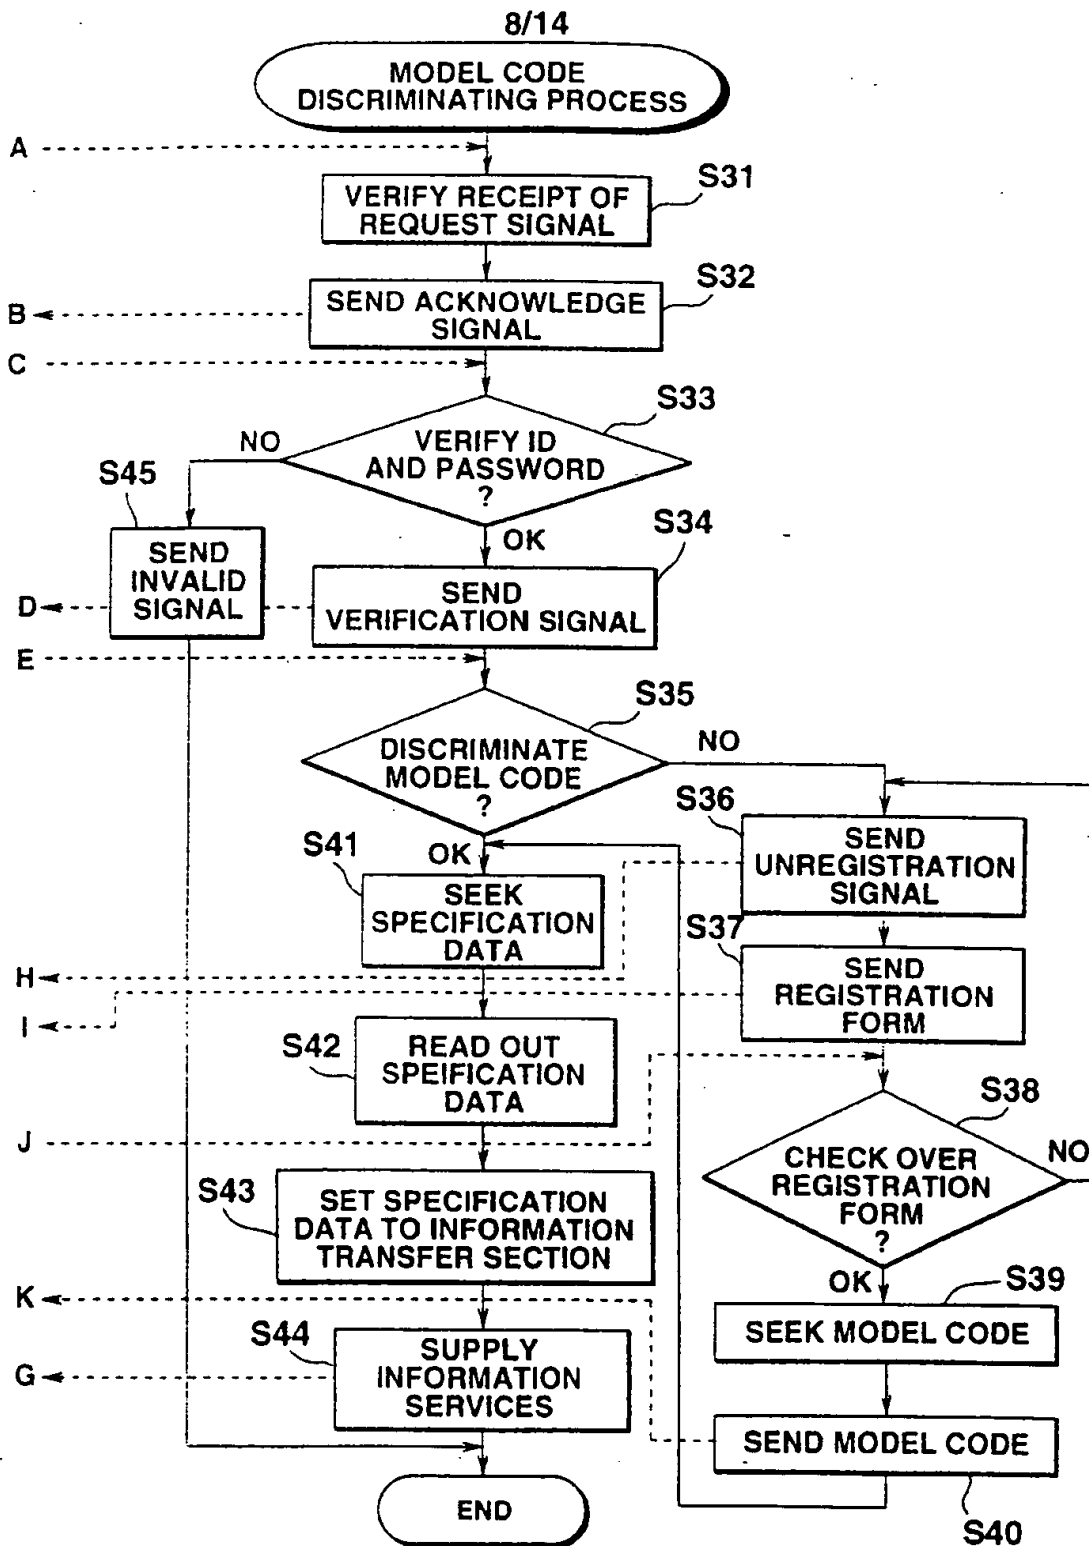 8/14
MODEL CODE
DISCRIMINATING PROCESS
A
S31
VERIFY RECEIPT OF
REQUEST SIGNAL
S32
SEND ACKNOWLEDGE
SIGNAL
B
C
S33
NO
VERIFY ID
AND PASSWORD
?
S45
OK
S34
SEND
INVALID
SIGNAL
SEND
VERIFICATION SIGNAL
D
E
S35
DISCRIMINATE
MODEL CODE
?
NO
S36
SEND
UNREGISTRATION
SIGNAL
S41
OK
SEEK
SPECIFICATION
DATA
S37
SEND
REGISTRATION
FORM
H
I
S42
READ OUT
SPEIFICATION
DATA
J
S38
CHECK OVER
REGISTRATION
FORM
?
NO
S43
SET SPECIFICATION
DATA TO INFORMATION
TRANSFER SECTION
OK
S39
K
SEEK MODEL CODE
S44
SUPPLY
INFORMATION
SERVICES
G
SEND MODEL CODE
END
S40